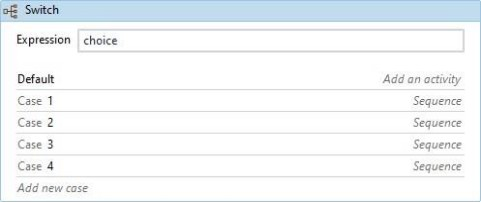 Switch
Expression choice
Default Add an activity
Case 1 Sequence
Case 2 Sequence
Case 3 Sequence
Case 4 Sequence
Add new case